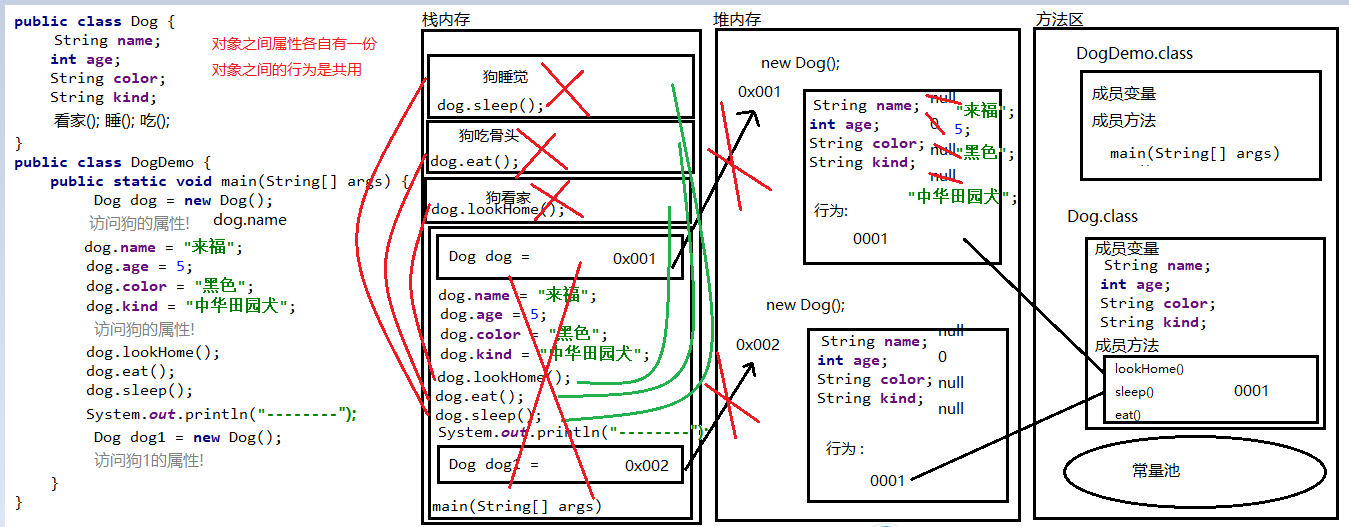 public class Dog {
String name;
int age;
String color;
String kind;
看家(); 睡(); 吃();
}
对象之间属性各自有一份
对象之间的行为是共用
public class DogDemo {
public static void main(String[] args) {
Dog dog = new Dog();
访问狗的属性! dog.name
dog.name = "来福";
dog.age = 5;
dog.color = "黑色";
dog.kind = "中华田园犬";
访问狗的属性!
dog.lookHome();
dog.eat();
dog.sleep();
System.out.println("--------");
Dog dog1 = new Dog();
访问狗1的属性!
}
}
栈内存
狗睡觉
dog.sleep();
狗吃骨头
dog.eat();
狗看家
dog.lookHome();
Dog dog = 0x001
dog.name = "来福";
dog.age = 5;
dog.color = "黑色";
dog.kind = "中华田园犬";
dog.lookHome();
dog.eat();
dog.sleep();
System.out.println("--------");
Dog dog1 = 0x002
main(String[] args)
堆内存
new Dog();
0x001
String name; null "来福";
int age; 0 5;
String color; null "黑色";
String kind; null
"中华田园犬";
行为:
0001
new Dog();
0x002
String name; null
int age; 0
String color; null
String kind; null
行为 :
0001
方法区
DogDemo.class
成员变量
成员方法
main(String[] args)
Dog.class
成员变量
String name;
int age;
String color;
String kind;
成员方法
lookHome()
sleep() 0001
eat()
常量池